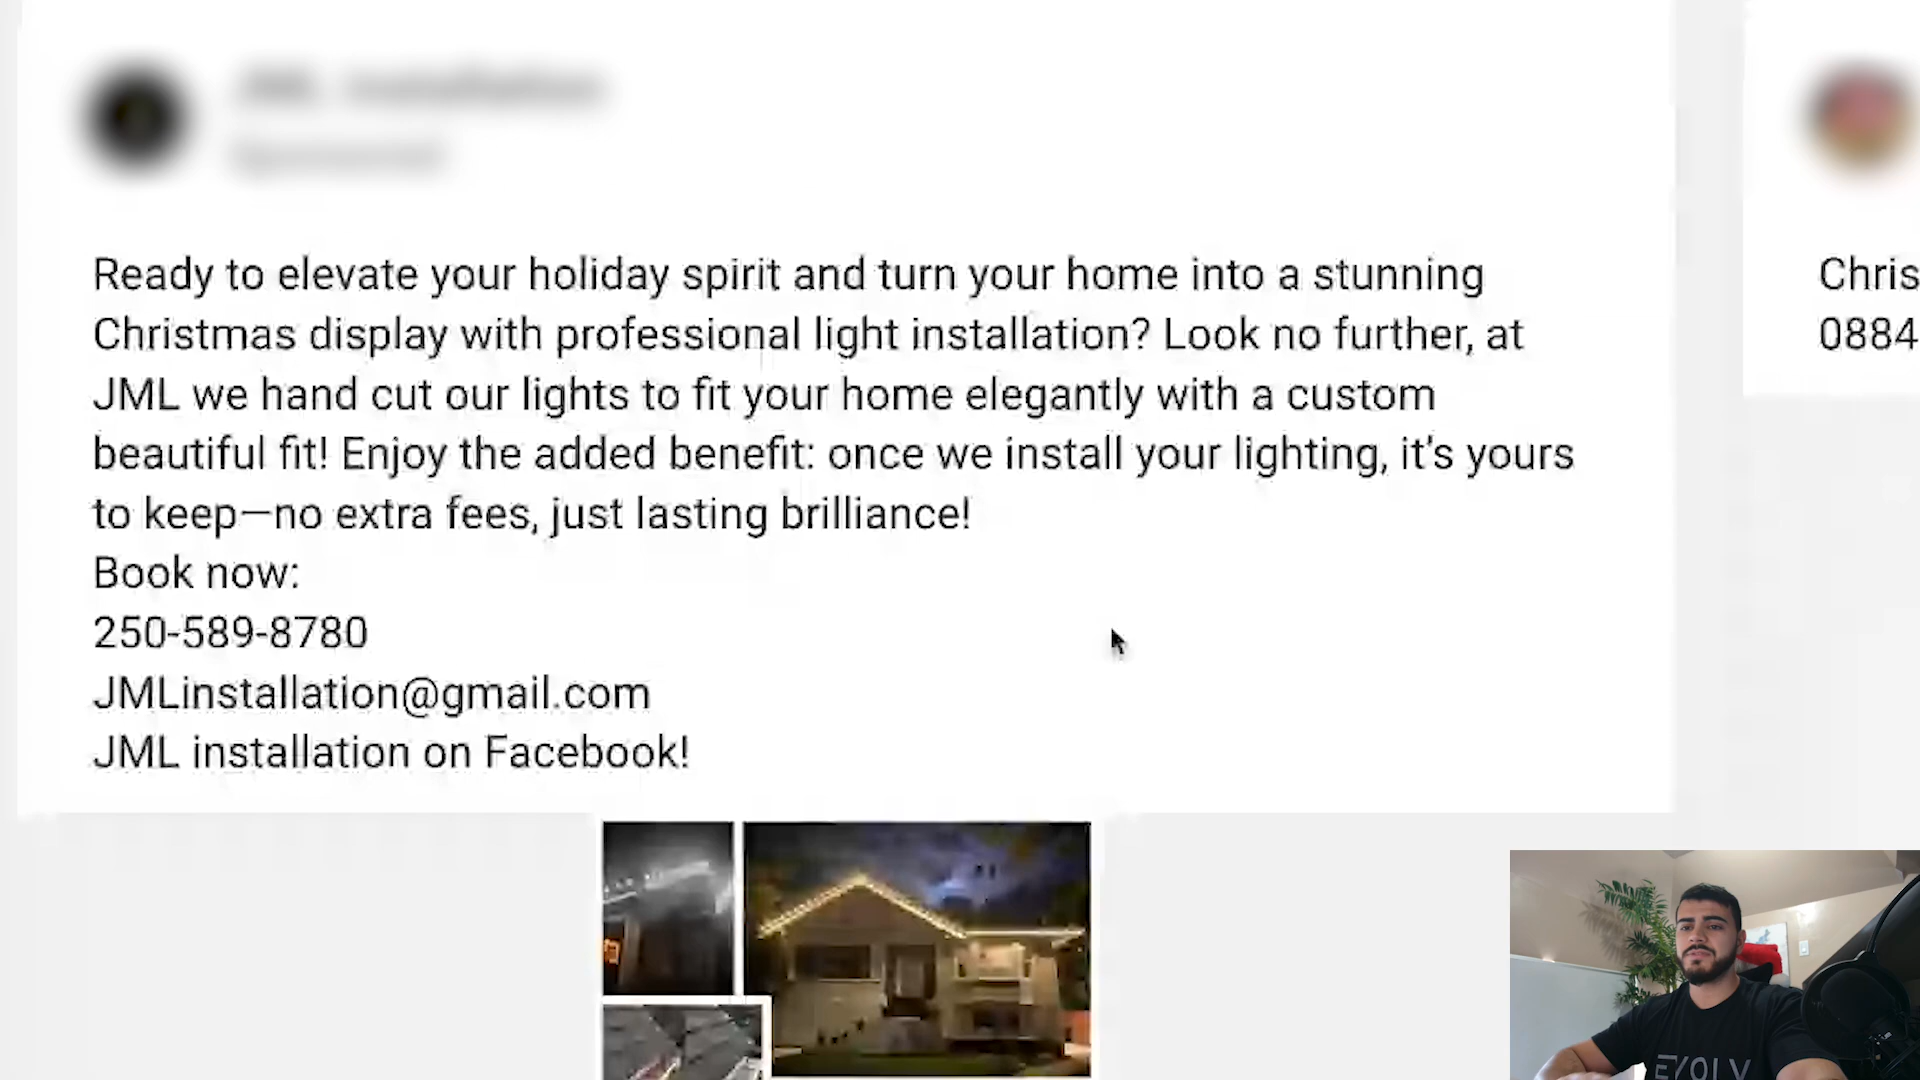 Ready to elevate your holiday spirit and turn your home into a stunning
Christmas display with professional light installation? Look no further, at
JML we hand cut our lights to fit your home elegantly with a custom
beautiful fit! Enjoy the added benefit: once we install your lighting, it's yours
to keep—no extra fees, just lasting brilliance!
Book now:
250-589-8780
JMLinstallation@gmail.com
JML installation on Facebook!
Chris
0884
EVOLV